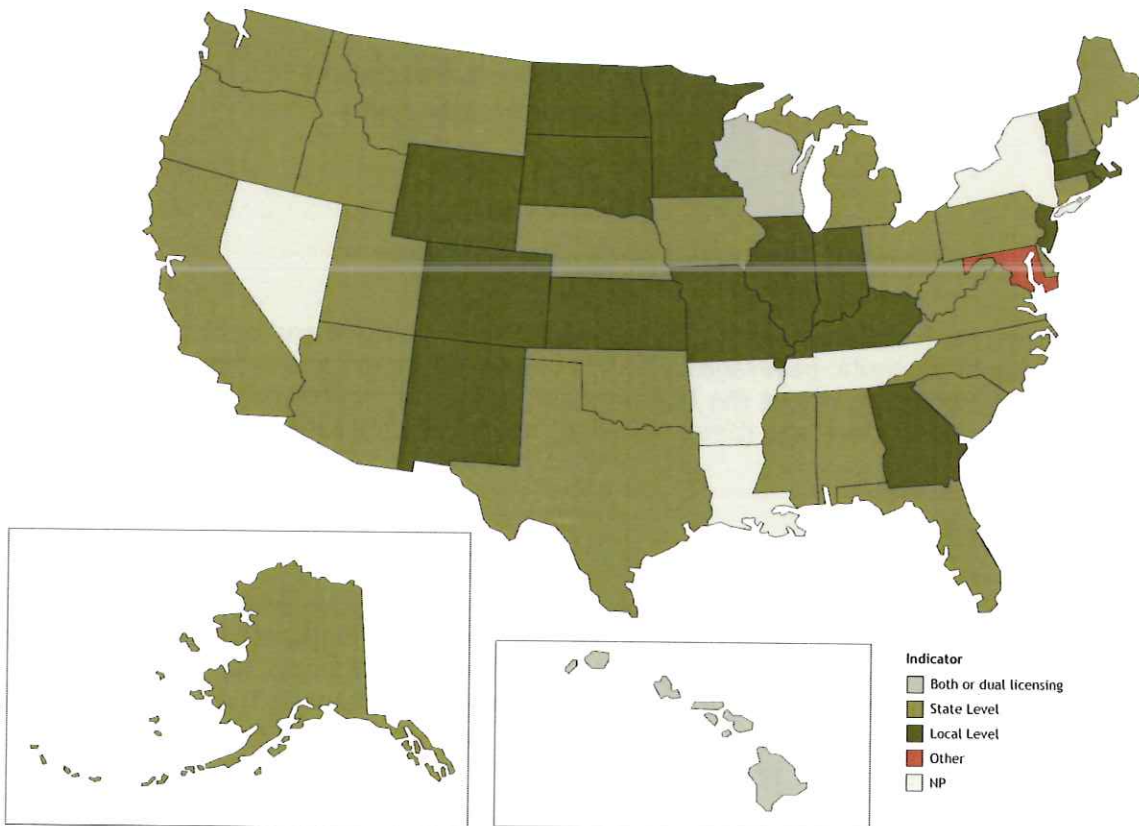 Indicator
Both or dual licensing
State Level
Local Level
Other
NP